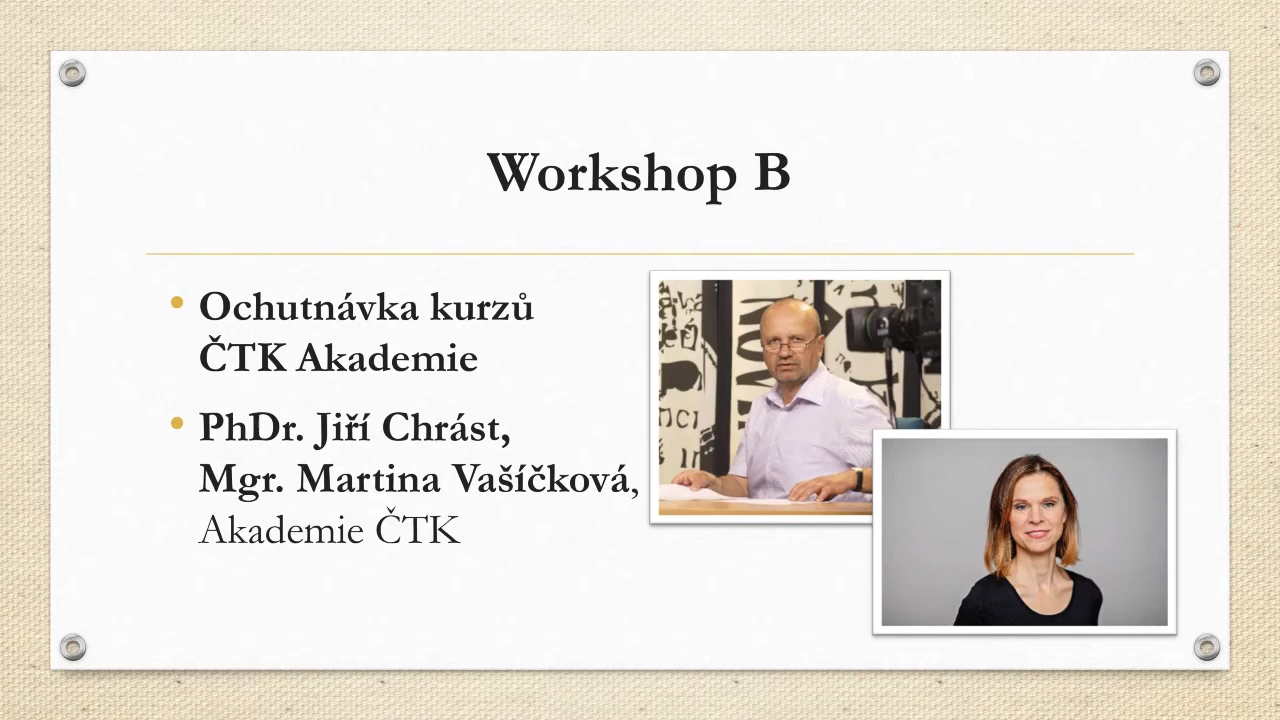 Workshop B
• Ochutnávka kurzů
ČTK Akademie
• PhDr. Jiří Chrást,
Mgr. Martina Vašíčková,
Akademie ČTK